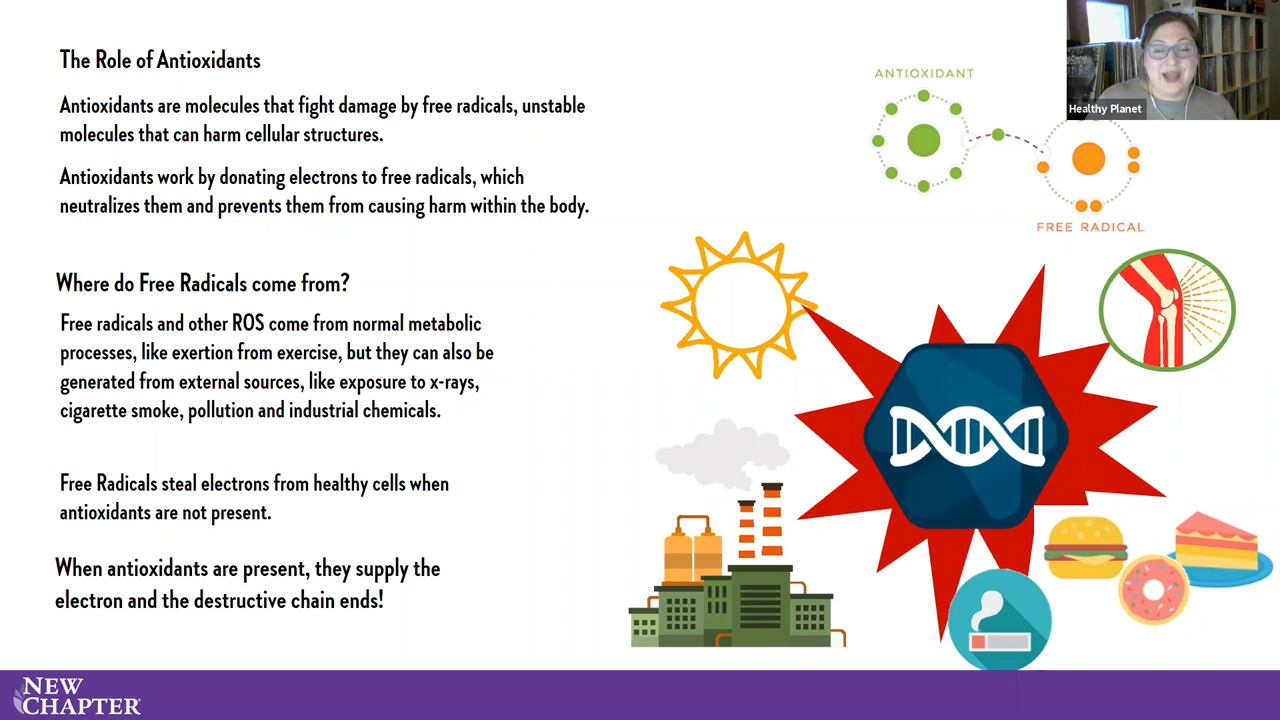 The Role of Antioxidants
Antioxidants are molecules that fight damage by free radicals, unstable
molecules that can harm cellular structures.
Antioxidants work by donating electrons to free radicals, which
neutralizes them and prevents them from causing harm within the body.
Where do Free Radicals come from?
Free radicals and other ROS come from normal metabolic
processes, like exertion from exercise, but they can also be
generated from external sources, like exposure to x-rays,
cigarette smoke, pollution and industrial chemicals.
Free Radicals steal electrons from healthy cells when
antioxidants are not present.
When antioxidants are present, they supply the
electron and the destructive chain ends!
ANTIOXIDANT
FREE RADICAL
Healthy Planet
NEW
CHAPTER